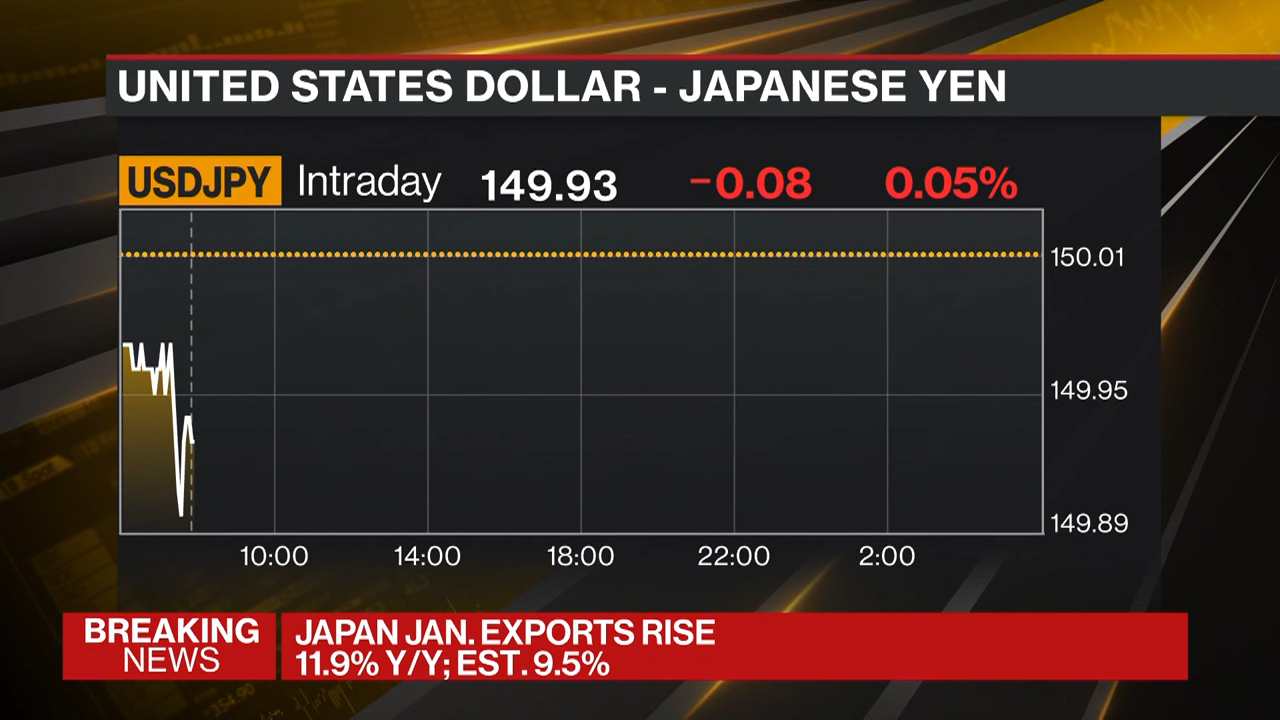 UNITED STATES DOLLAR - JAPANESE YEN
USDJPY Intraday 149.93 -0.08 0.05%
150.01
149.95
149.89
10:00 14:00 18:00 22:00 2:00
BREAKING
NEWS
JAPAN JAN. EXPORTS RISE
11.9% Y/Y; EST. 9.5%